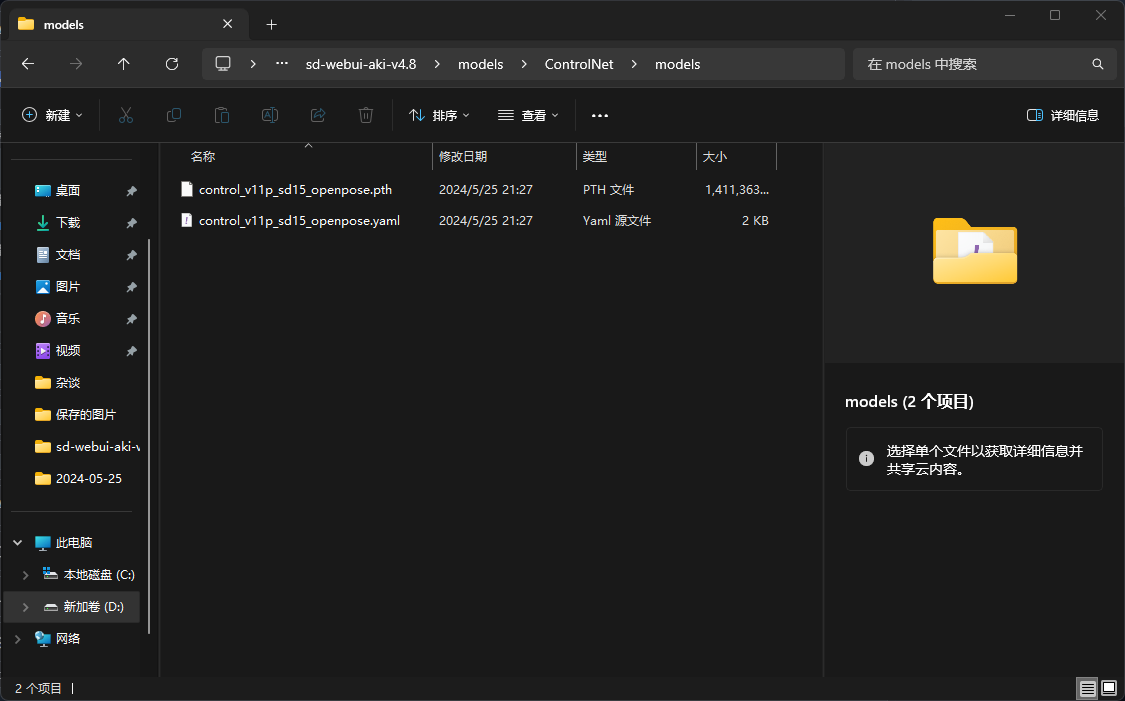 models
sd-webui-aki-v4.8 > models > ControlNet > models
在 models 中搜索
新建
排序
查看
详细信息
名称 修改日期 类型 大小
control_v11p_sd15_openpose.pth 2024/5/25 21:27 PTH 文件 1,411,363...
control_v11p_sd15_openpose.yaml 2024/5/25 21:27 Yaml 源文件 2 KB
桌面
下载
文档
图片
音乐
视频
杂谈
保存的图片
sd-webui-aki-v
2024-05-25
此电脑
本地磁盘 (C:)
新加卷 (D:)
网络
models (2 个项目)
选择单个文件以获取详细信息并
共享云内容。
2 个项目